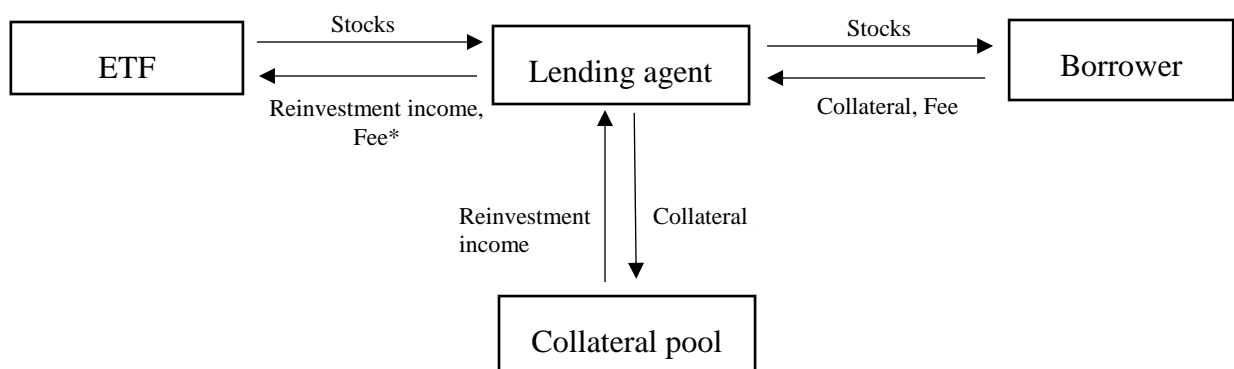 Stocks
Stocks
ETF
Lending agent
Borrower
Reinvestment income,
Fee*
Collateral, Fee
Reinvestment
income
Collateral
Collateral pool